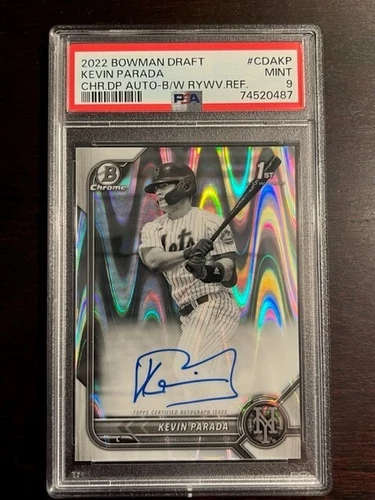 2022 BOWMAN DRAFT #CDAKP
KEVIN PARADA MINT
CHR.DP AUTO-B/W RYWV.REF. 9
PSA 74520487
B
Chrome
1ST
Mets
TOPPS CERTIFIED AUTOGRAPH ISSUE
KEVIN PARADA
C
NY